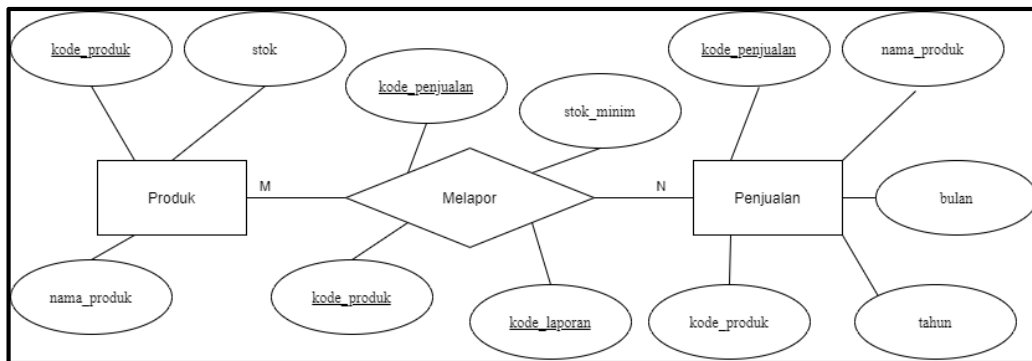 kode_produk
stok
kode_penjualan
stok_minim
kode_penjualan
nama_produk
Produk
M
Melapor
N
Penjualan
bulan
nama_produk
kode_produk
kode_laporan
kode_produk
tahun